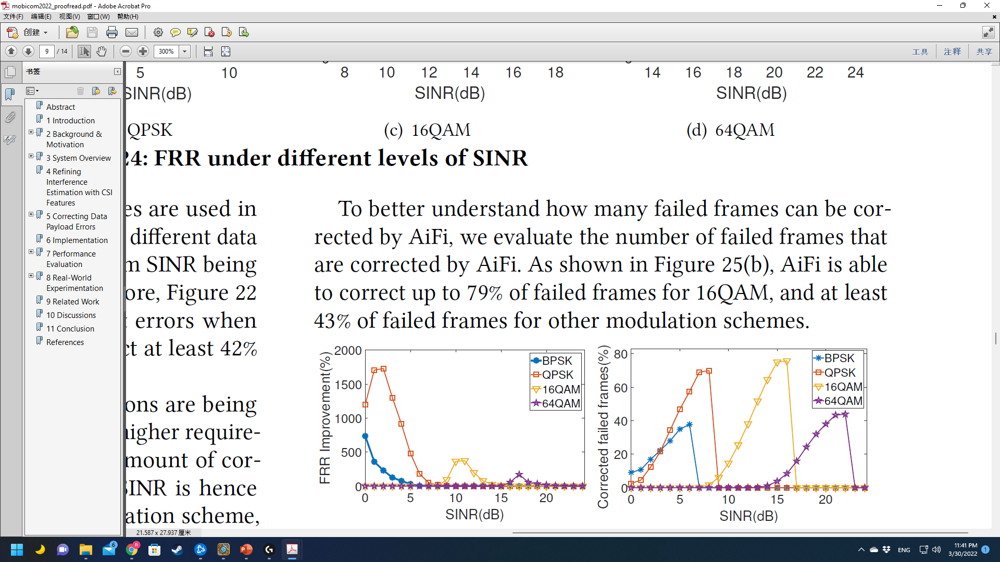 mobicom2022_proofread.pdf - Adobe Acrobat Pro
文件(F) 编辑(E) 视图(V) 窗口(W) 帮助(H)
创建
9 / 14 300% 工具 注释 共享
书签
Abstract
1 Introduction
2 Background &
Motivation
3 System Overview
4 Refining
Interference
Estimation with CSI
Features
5 Correcting Data
Payload Errors
6 Implementation
7 Performance
Evaluation
8 Real-World
Experimentation
9 Related Work
10 Discussions
11 Conclusion
References
5 10
SINR(dB)
QPSK
8 10 12 14 16 18
SINR(dB)
(c) 16QAM
14 16 18 20 22 24
SINR(dB)
(d) 64QAM
24: FRR under different levels of SINR
es are used in
different data
m SINR being
ore, Figure 22
errors when
ct at least 42%
ons are being
higher require-
mount of cor-
SINR is hence
ation scheme,
To better understand how many failed frames can be cor-
rected by AiFi, we evaluate the number of failed frames that
are corrected by AiFi. As shown in Figure 25(b), AiFi is able
to correct up to 79% of failed frames for 16QAM, and at least
43% of failed frames for other modulation schemes.
FRR Improvement(%)
2000
1500
1000
500
0
BPSK
QPSK
16QAM
64QAM
0 5 10 15 20
SINR(dB)
Corrected failed frames(%)
80
60
40
20
0
BPSK
QPSK
16QAM
64QAM
0 5 10 15 20
SINR(dB)
21.587 x 27.937 厘米
6 R ENG 11:41 PM 1
3/30/2022